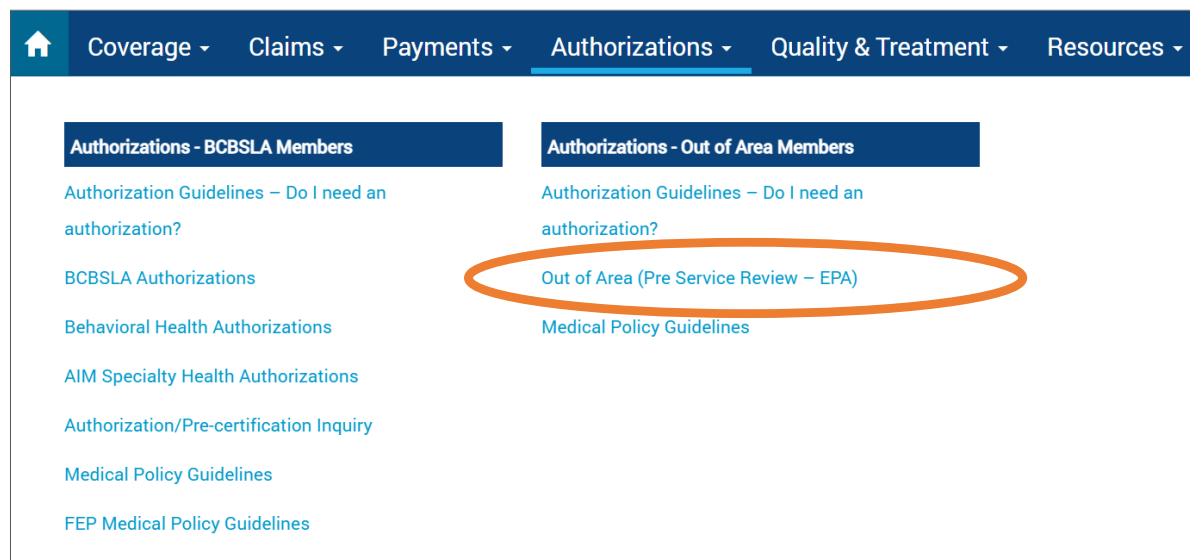 Coverage Claims Payments Authorizations Quality & Treatment Resources
Authorizations - BCBSLA Members
Authorization Guidelines – Do I need an
authorization?
BCBSLA Authorizations
Behavioral Health Authorizations
AIM Specialty Health Authorizations
Authorization/Pre-certification Inquiry
Medical Policy Guidelines
FEP Medical Policy Guidelines
Authorizations - Out of Area Members
Authorization Guidelines – Do I need an
authorization?
Out of Area (Pre Service Review – EPA)
Medical Policy Guidelines